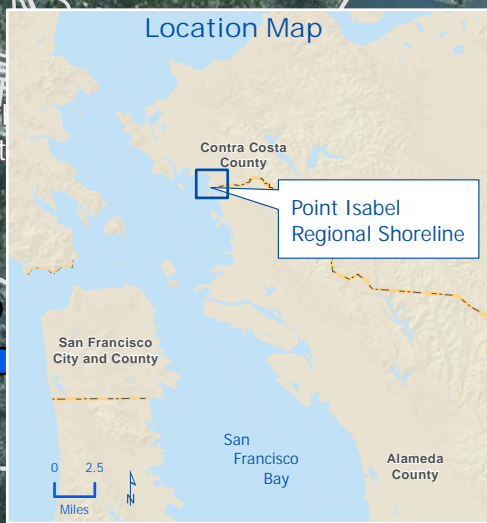 Location Map
Contra Costa
County
Point Isabel
Regional Shoreline
San Francisco
City and County
San
Francisco
Bay
Alameda
County
0 2.5
Miles
N